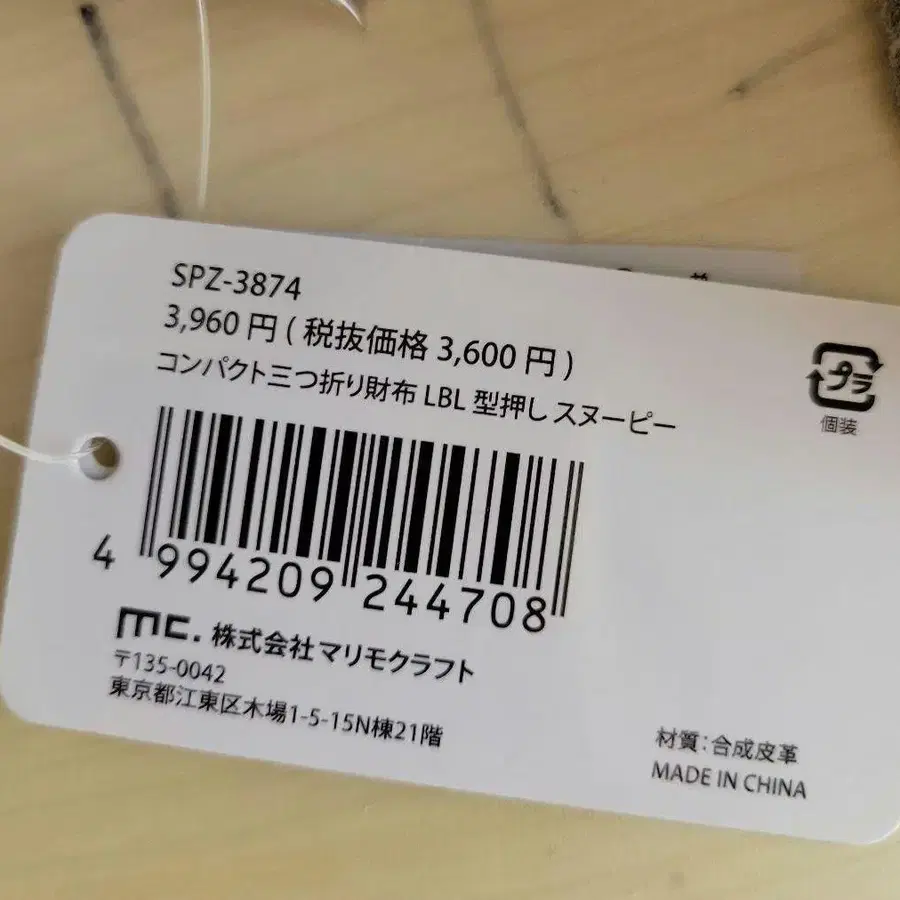 SPZ-3874
3,960 円 ( 税抜価格 3,600 円 )
コンパクト三つ折り財布 LBL 型押し スヌーピー
プラ
個装
4 994209 244708
mc. 株式会社マリモクラフト
〒135-0042
東京都江東区木場1-5-15N棟21階
材質：合成皮革
MADE IN CHINA